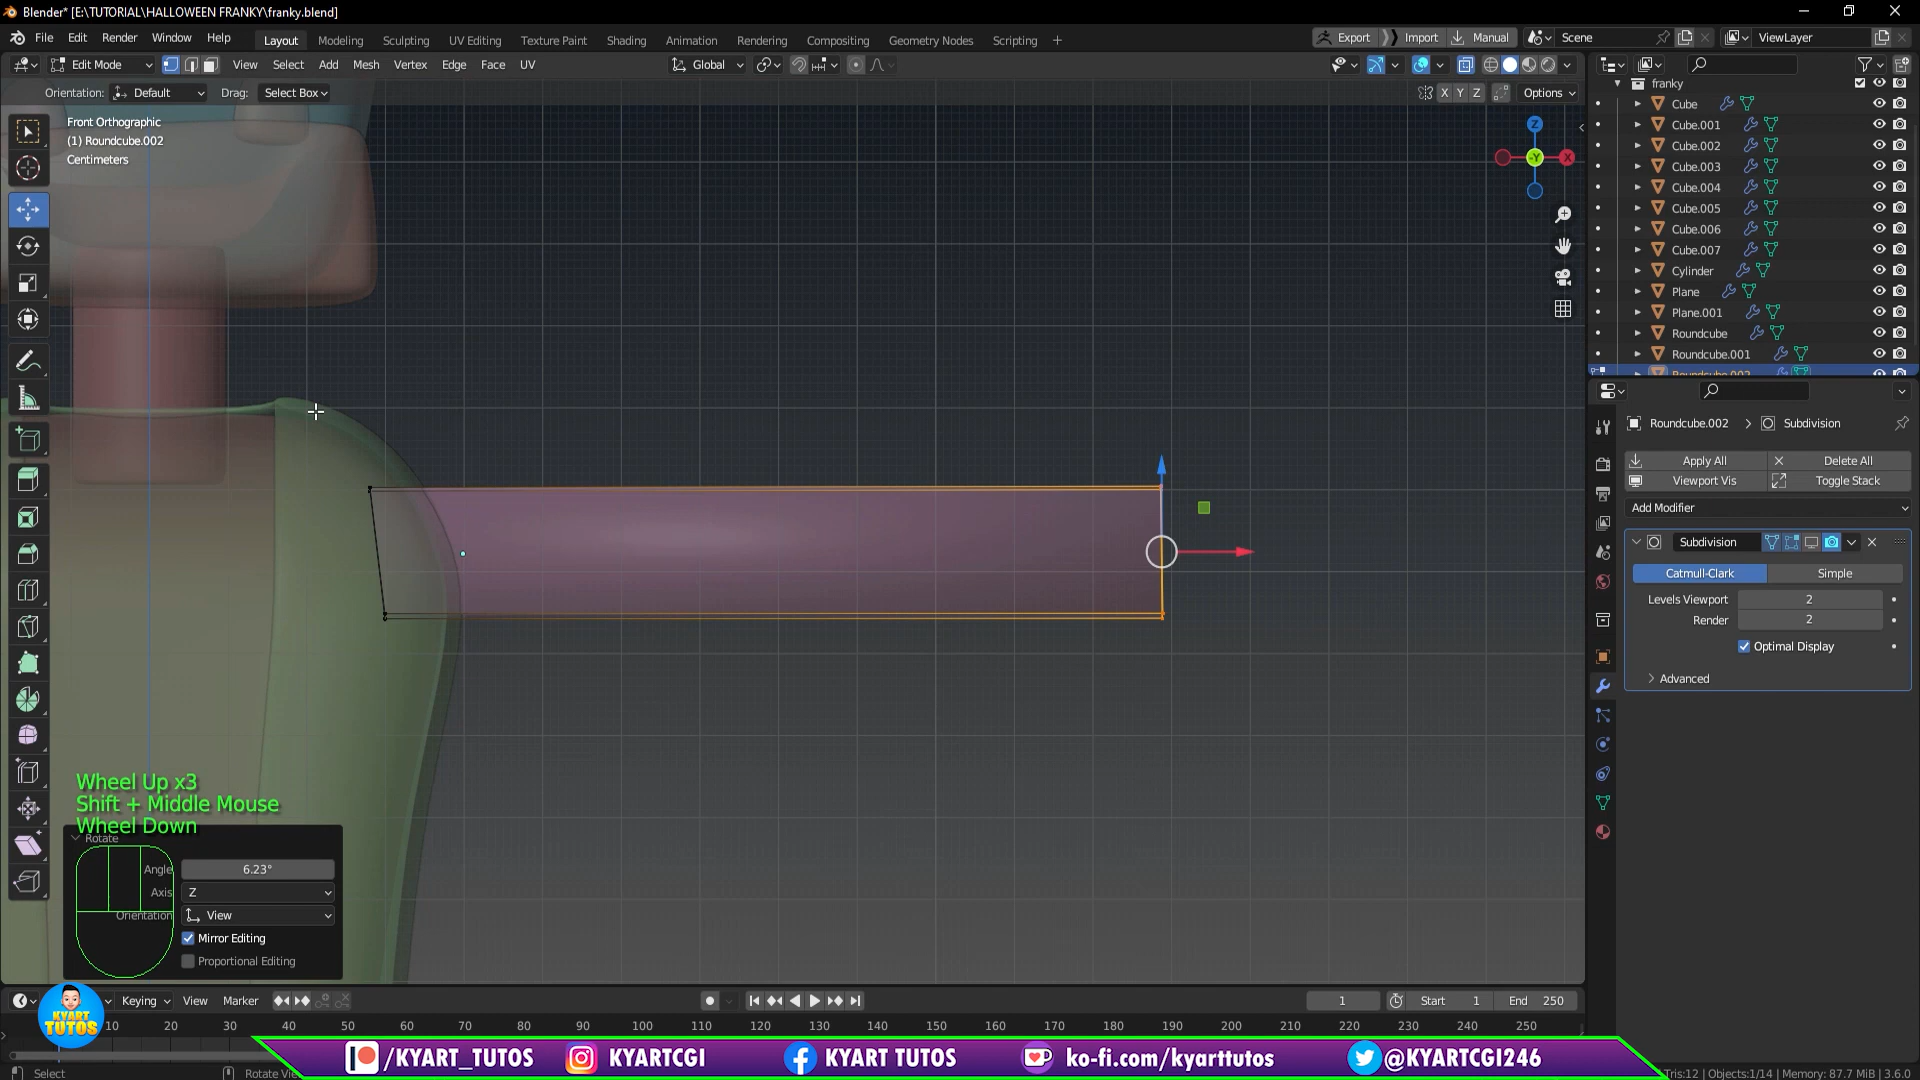 Blender* [E:\TUTORIAL\HALLOWEEN FRANKY\franky.blend]
File Edit Render Window Help Layout Modeling Sculpting UV Editing Texture Paint Shading Animation Rendering Compositing Geometry Nodes Scripting + Export Import Manual Scene ViewLayer
Edit Mode View Select Add Mesh Vertex Edge Face UV Global
Orientation: Default Drag: Select Box X Y Z Options
Front Orthographic
(1) Roundcube.002
Centimeters
Z
-Y X
franky
Cube
Cube.001
Cube.002
Cube.003
Cube.004
Cube.005
Cube.006
Cube.007
Cylinder
Plane
Plane.001
Roundcube
Roundcube.001
Roundcube.002
Roundcube.002 > Subdivision
Apply All Delete All
Viewport Vis Toggle Stack
Add Modifier
Subdivision
Catmull-Clark Simple
Levels Viewport 2
Render 2
Optimal Display
Advanced
Wheel Up x3
Shift + Middle Mouse
Wheel Down
Rotate
Angle 6.23°
Axis Z
Orientation View
Mirror Editing
Proportional Editing
Keying View Marker 1 Start 1 End 250
10 20 30 40 50 60 70 80 90 100 110 120 130 140 150 160 170 180 190 200 210 220 230 240 250
KYART
TUTOS
/KYART_TUTOS KYARTCGI KYART TUTOS ko-fi.com/kyarttutos @KYARTCGI246
Select Rotate Tris:12 | Objects:1/14 | Memory: 87.7 MiB | 3.6.0